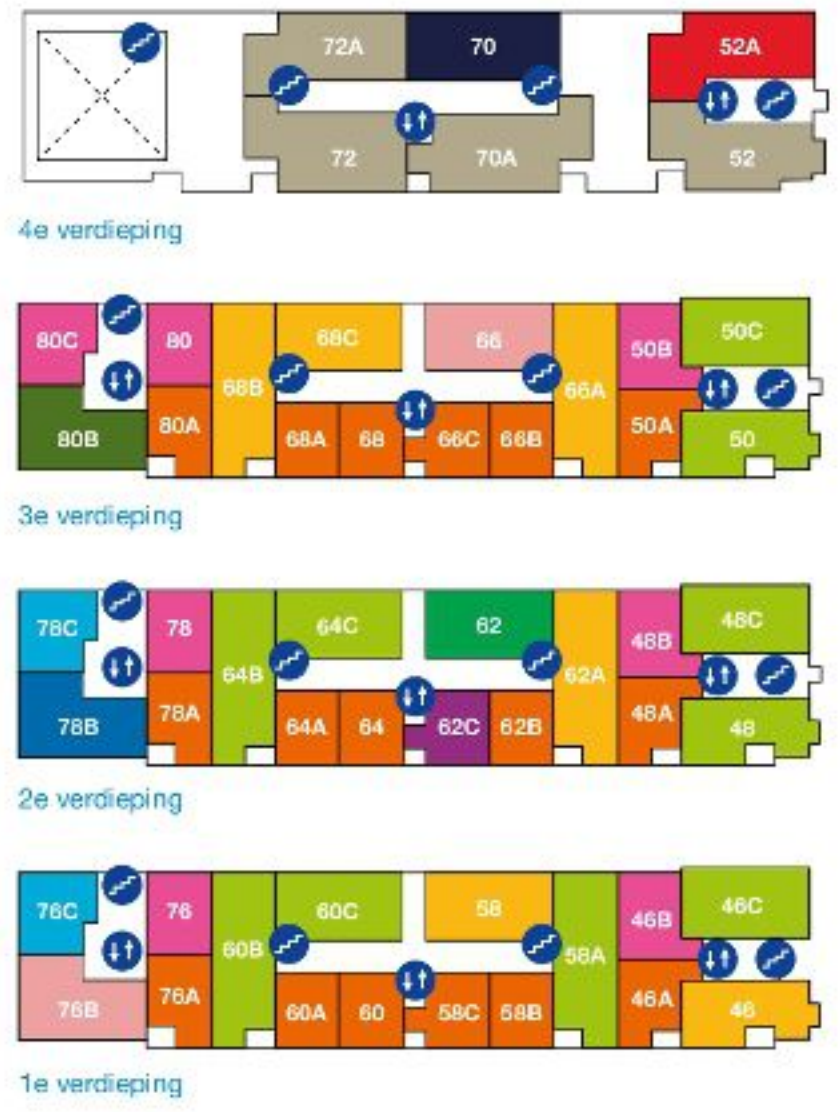 72A 70 52A
72 70A 52
4e verdieping
80C 80 68C 66 50B 50C
68B 66A
80B 80A 68A 68 66C 66B 50A 50
3e verdieping
78C 78 64C 62 48B 48C
64B 62A
78B 78A 64A 64 62C 62B 48A 48
2e verdieping
76C 76 60C 58 46B 46C
60B 58A
76B 76A 60A 60 58C 58B 46A 46
1e verdieping